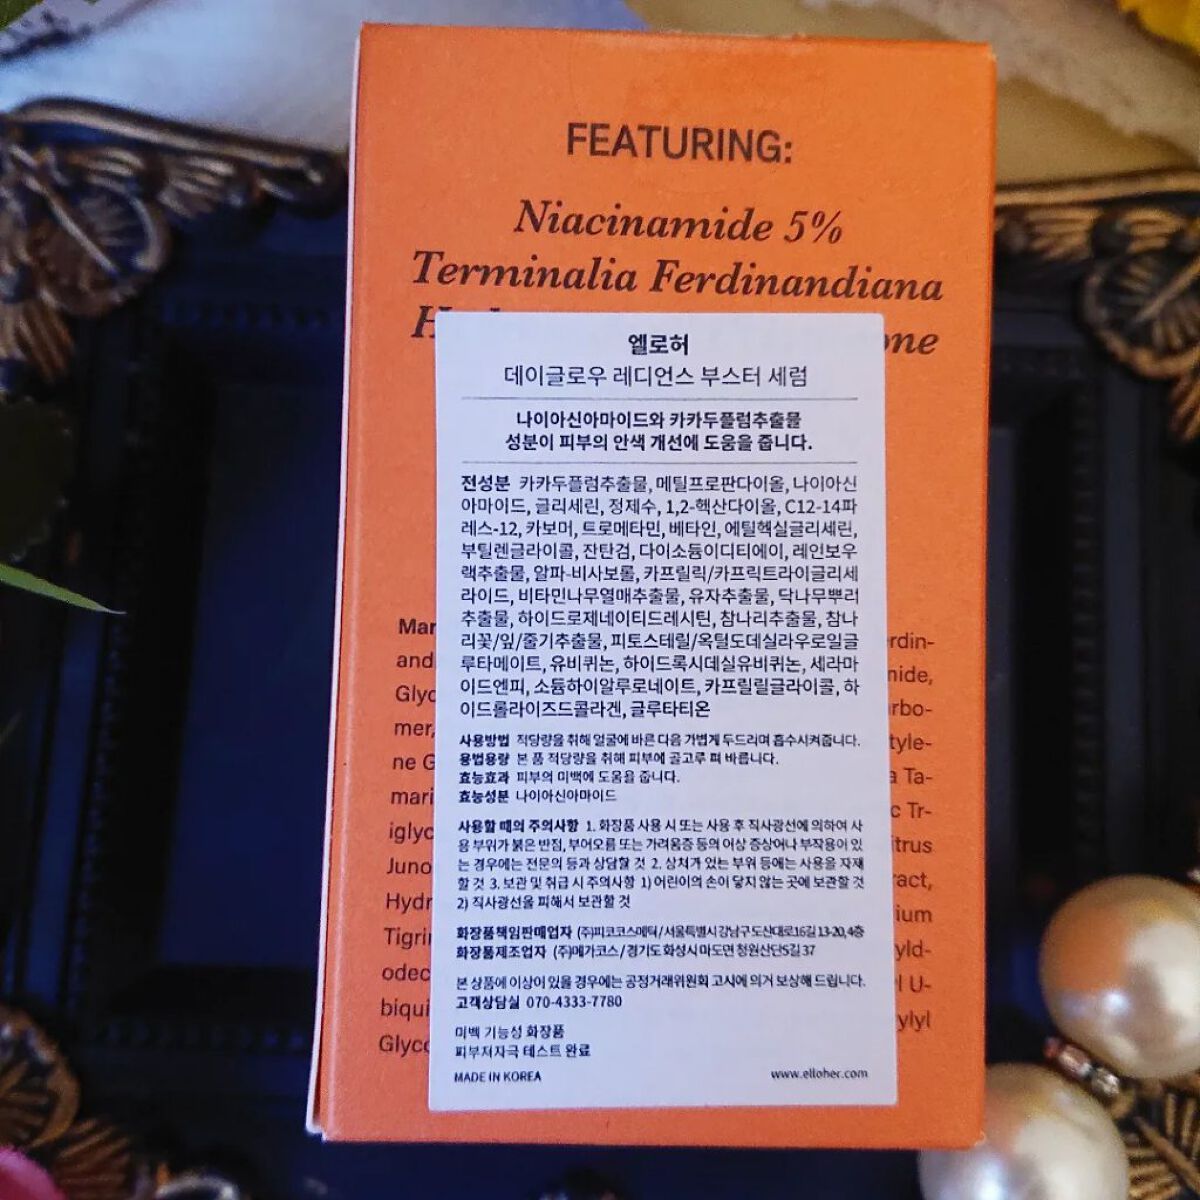 FEATURING:
Niacinamide 5%
Terminalia Ferdinandiana
엘로허
데이글로우 레디언스 부스터 세럼
나이아신아마이드와 카카두플럼추출물
성분이 피부의 안색 개선에 도움을 줍니다.
전성분 카카두플럼추출물, 메틸프로판다이올, 나이아신
아마이드, 글리세린, 정제수, 1,2-헥산다이올, C12-14파
레스-12, 카보머, 트로메타민, 베타인, 에틸헥실글리세린,
부틸렌글라이콜, 잔탄검, 다이소듐이디티에이, 레인보우
랙추출물, 알파-비사보롤, 카프릴릭/카프릭트라이글리세
라이드, 비타민나무열매추출물, 유자추출물, 닥나무뿌리
추출물, 하이드로제네이티드레시틴, 참나리추출물, 참나
리꽃/잎/줄기추출물, 피토스테릴/옥틸도데실라우로일글
루타메이트, 유비퀴논, 하이드록시데실유비퀴논, 세라마
이드엔피, 소듐하이알루로네이트, 카프릴릴글라이콜, 하
이드롤라이즈드콜라겐, 글루타티온
사용방법 적당량을 취해 얼굴에 바른 다음 가볍게 두드리며 흡수시켜줍니다.
용법용량 본 품 적당량을 취해 피부에 골고루 펴 바릅니다.
효능효과 피부의 미백에 도움을 줍니다.
효능성분 나이아신아마이드
사용할 때의 주의사항 1. 화장품 사용 시 또는 사용 후 직사광선에 의하여 사
용 부위가 붉은 반점, 부어오름 또는 가려움증 등의 이상 증상이나 부작용이 있
는 경우에는 전문의 등과 상담할 것 2. 상처가 있는 부위 등에는 사용을 자제
할 것 3. 보관 및 취급 시 주의사항 1) 어린이의 손이 닿지 않는 곳에 보관할 것
2) 직사광선을 피해서 보관할 것
화장품책임판매업자 (주)피코코스메틱/서울특별시 강남구 도산대로16길 13-20, 4층
화장품제조업자 (주)메가코스/경기도 화성시 마도면 청원산단5길 37
본 상품에 이상이 있을 경우에는 공정거래위원회 고시에 의거 보상해 드립니다.
고객상담실 070-4333-7780
미백 기능성 화장품
피부저자극 테스트 완료
MADE IN KOREA
www.elloher.com